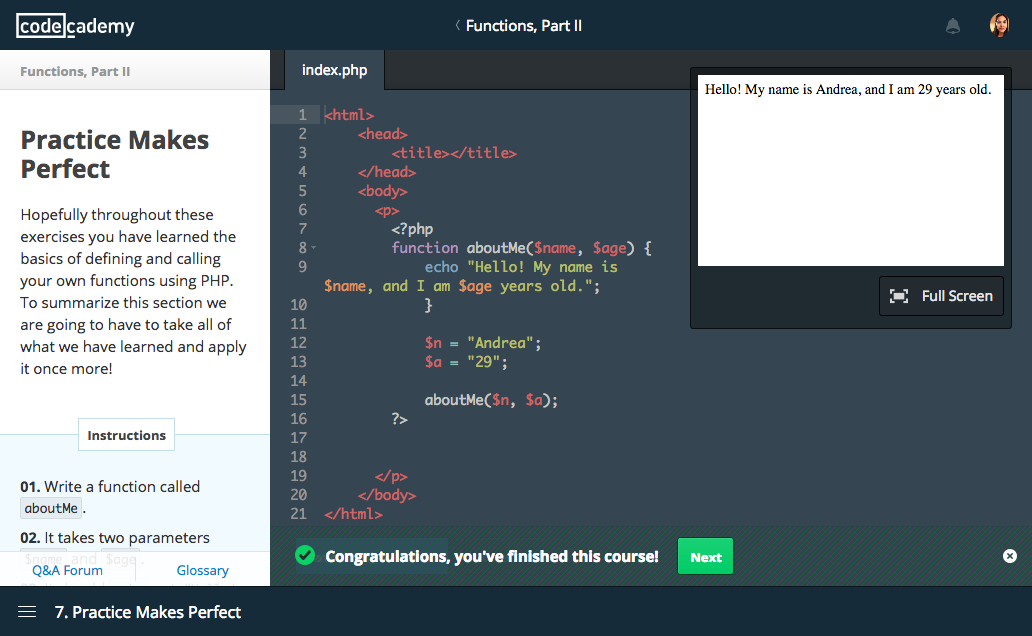 codecademy
Functions, Part II
Functions, Part II
Practice Makes
Perfect
Hopefully throughout these
exercises you have learned the
basics of defining and calling
your own functions using PHP.
To summarize this section we
are going to have to take all of
what we have learned and apply
it once more!
Instructions
01. Write a function called
aboutMe.
02. It takes two parameters
$name and $age.
Q&A Forum
Glossary
index.php
1 <html>
2 <head>
3 <title></title>
4 </head>
5 <body>
6 <p>
7 <?php
8 function aboutMe($name, $age) {
9 echo "Hello! My name is
$name, and I am $age years old.";
10 }
11
12 $n = "Andrea";
13 $a = "29";
14
15 aboutMe($n, $a);
16 ?>
17
18
19 </p>
20 </body>
21 </html>
Hello! My name is Andrea, and I am 29 years old.
Full Screen
Congratulations, you've finished this course!
Next
7. Practice Makes Perfect